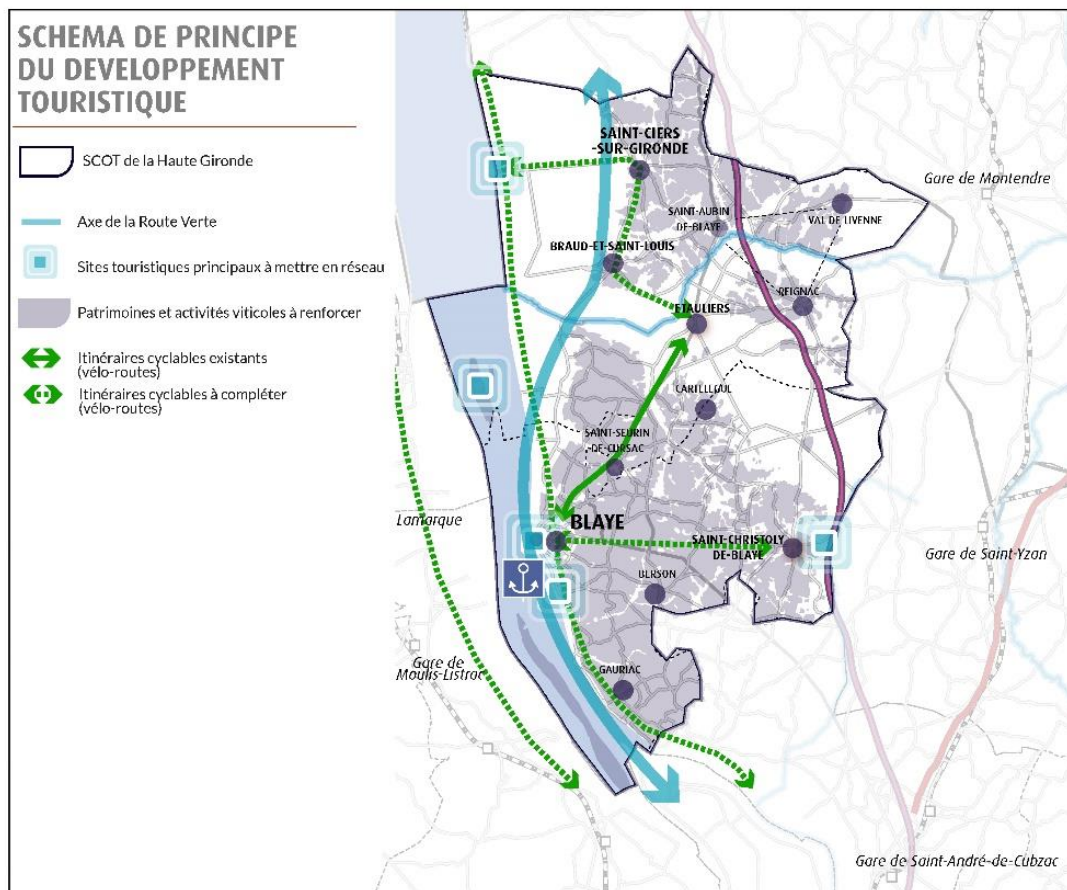 SCHEMA DE PRINCIPE
DU DEVELOPPEMENT
TOURISTIQUE
SCOT de la Haute Gironde
Axe de la Route Verte
Sites touristiques principaux à mettre en réseau
Patrimoines et activités viticoles à renforcer
Itinéraires cyclables existants
(vélo-routes)
Itinéraires cyclables à compléter
(vélo-routes)
SAINT-CIERS
-SUR-GIRONDE
Gare de Montendre
SAINT-AUBIN
DE-BLAYE
VAL DE LIVENNE
BRAUD-ET-SAINT-LOUIS
REIGNAC
ETAULIERS
SAINT-SEURIN
-DE-CURSAC
Lamarque
BLAYE
SAINT-CHRISTOLY
DE-BLAYE
Gare de Saint-Yzan
BERSON
Gare de
Moulis-Listrac
GAURIAC
Gare de Saint-André-de-Cubzac